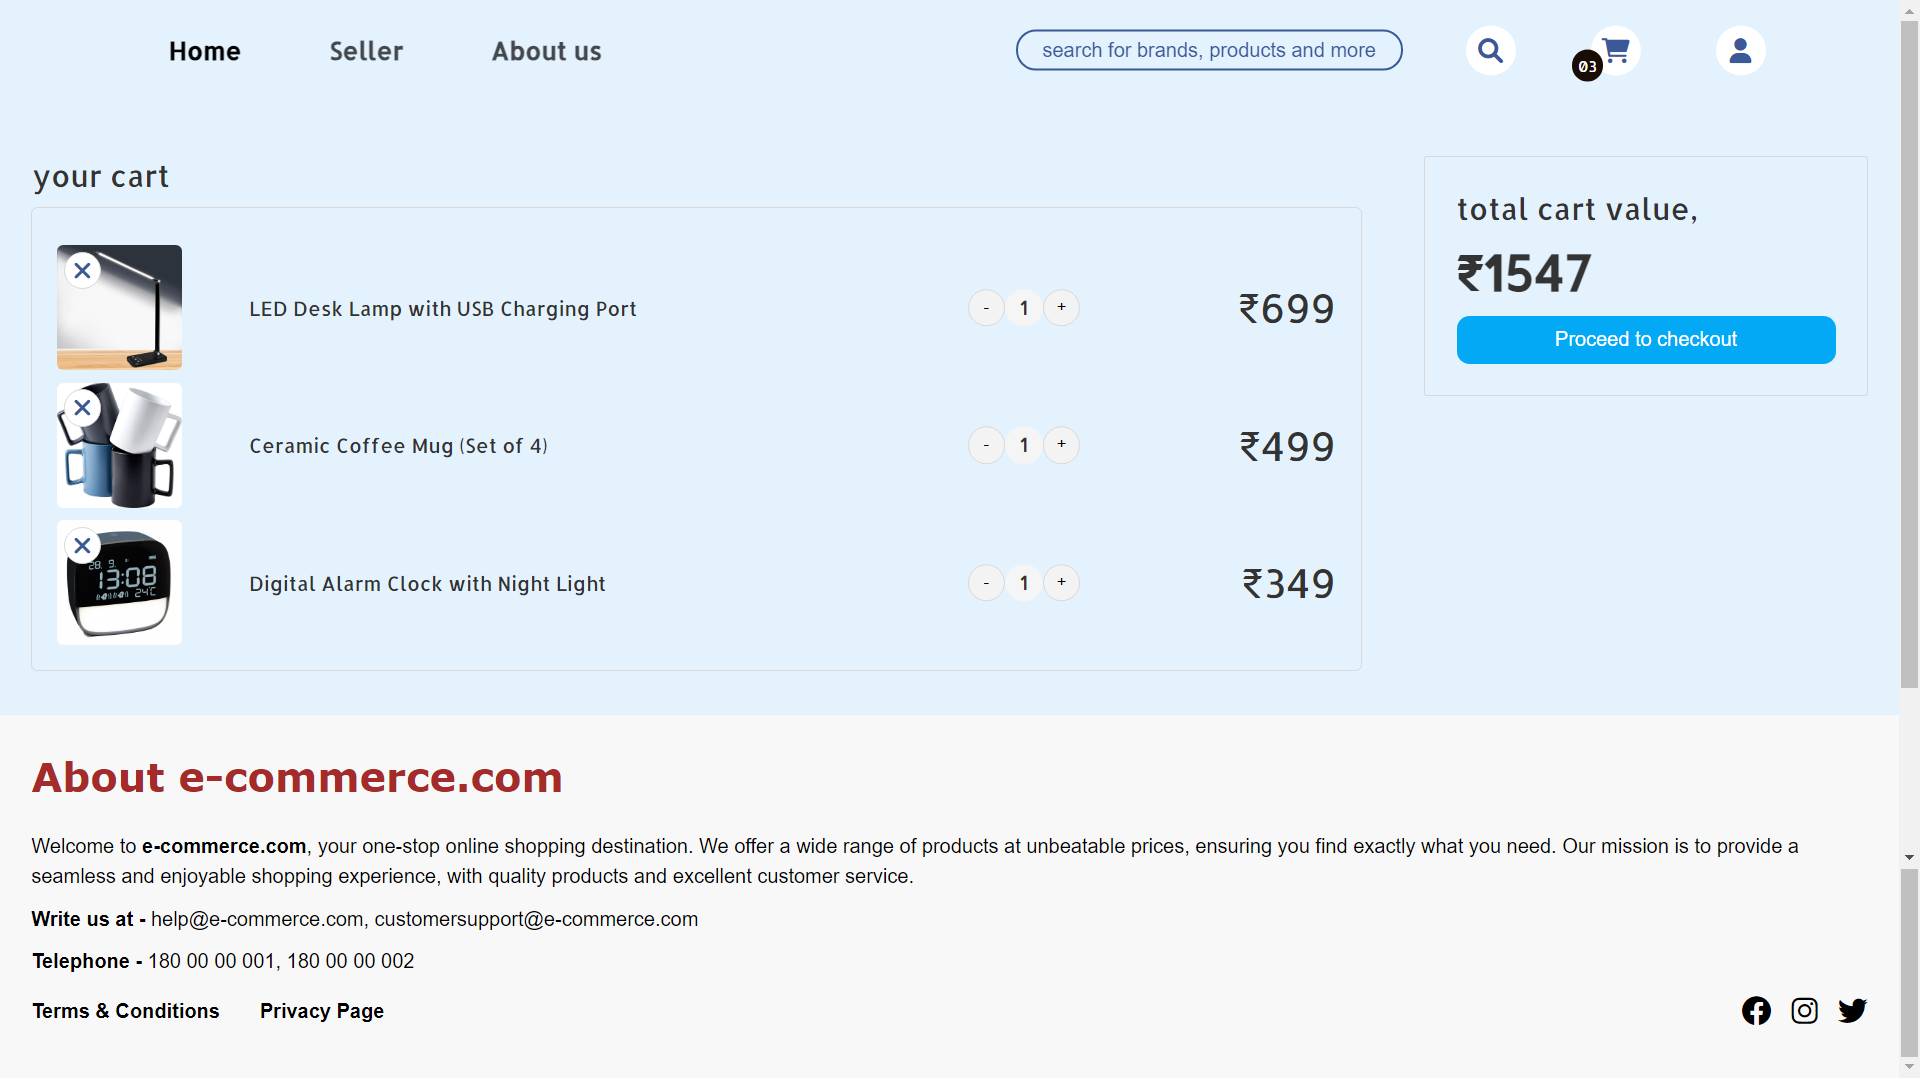 Home Seller About us search for brands, products and more 03
your cart
LED Desk Lamp with USB Charging Port - 1 + ₹699
28. 9.
Ceramic Coffee Mug (Set of 4) - 1 + ₹499
13:08
24°C
Digital Alarm Clock with Night Light - 1 + ₹349
total cart value,
₹1547
Proceed to checkout
About e-commerce.com
Welcome to e-commerce.com, your one-stop online shopping destination. We offer a wide range of products at unbeatable prices, ensuring you find exactly what you need. Our mission is to provide a
seamless and enjoyable shopping experience, with quality products and excellent customer service.
Write us at - help@e-commerce.com, customersupport@e-commerce.com
Telephone - 180 00 00 001, 180 00 00 002
Terms & Conditions Privacy Page